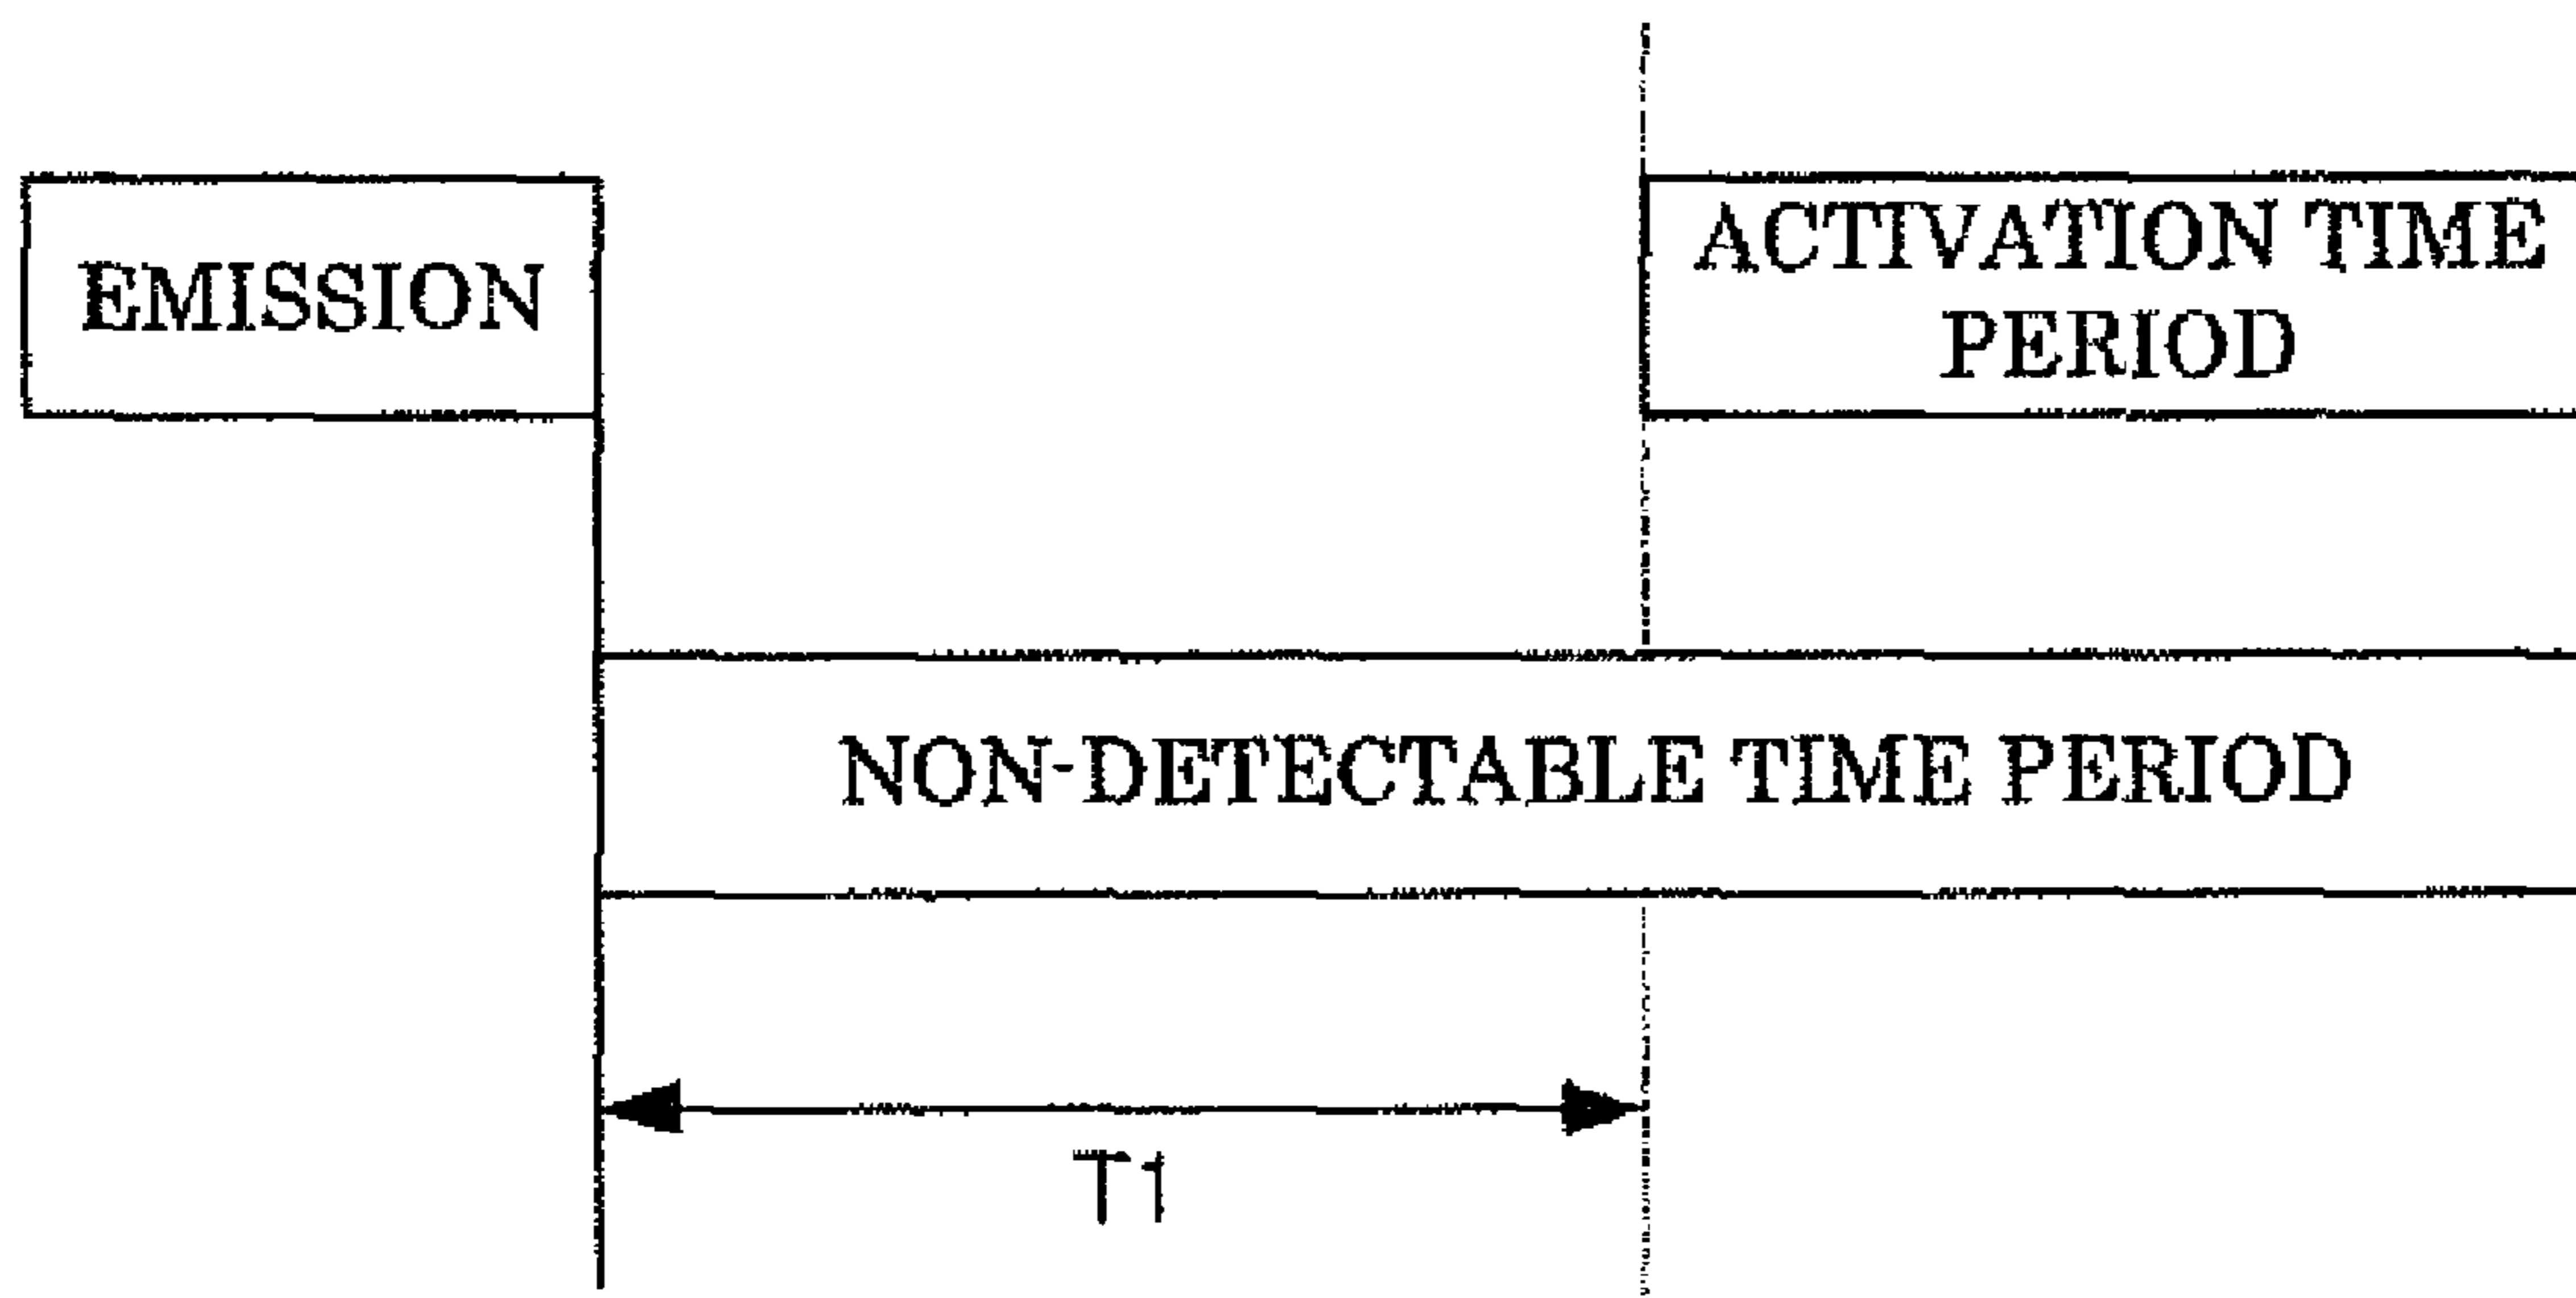 EMISSION
ACTIVATION TIME
PERIOD
NON-DETECTABLE TIME PERIOD
T1